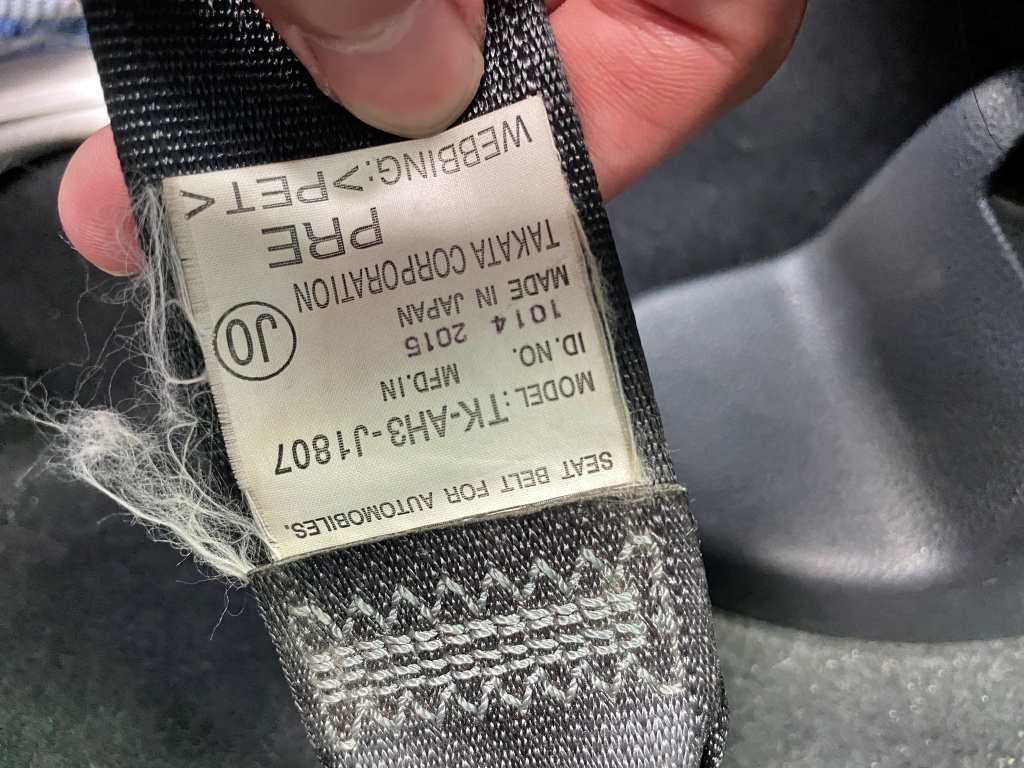 SEAT BELT FOR AUTOMOBILES.
MODEL: TK-AH3-J1807
ID.NO. MFD.IN
1014 2015
MADE IN JAPAN
TAKATA CORPORATION
JO
PRE
WEBBING:>PET<